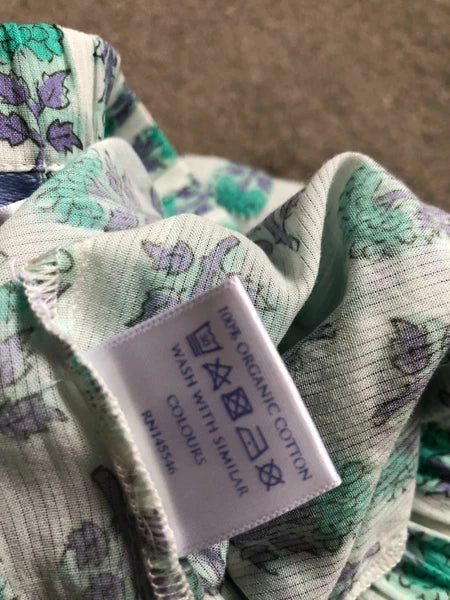 100% ORGANIC COTTON
WASH WITH SIMILAR
COLOURS
RN145546